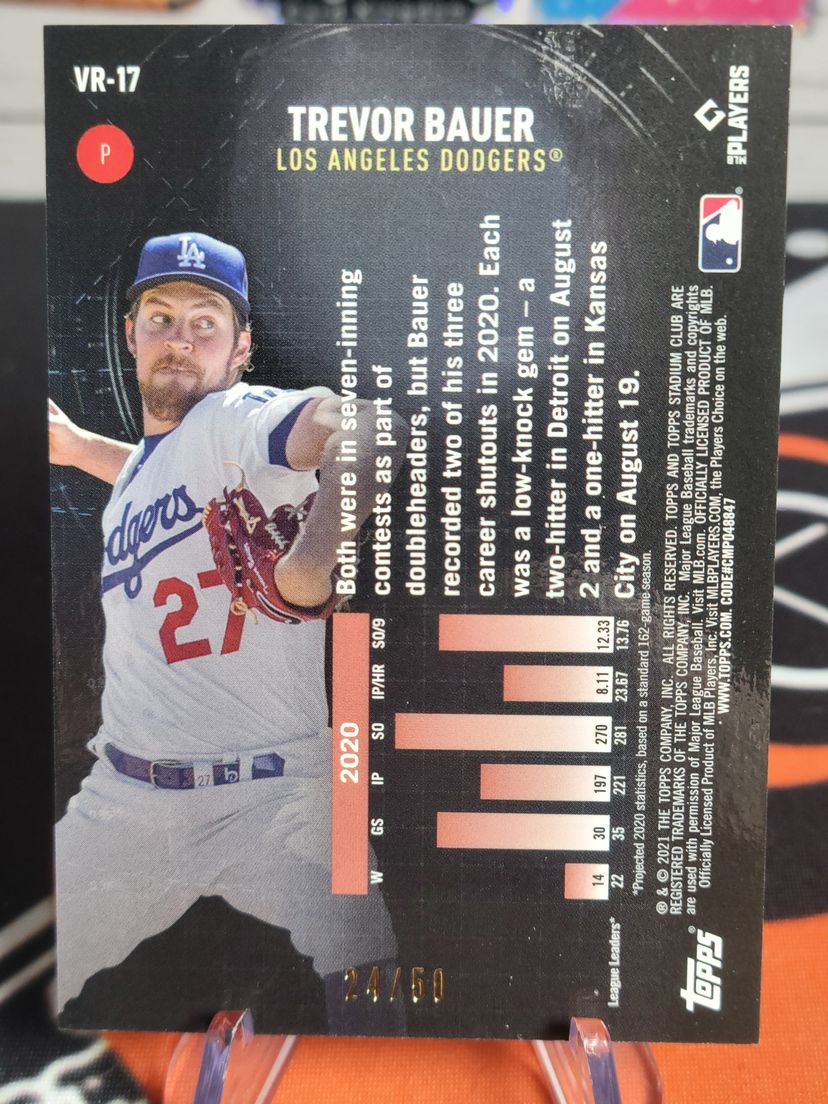 VR-17
P
TREVOR BAUER
LOS ANGELES DODGERS®
MLB PLAYERS
LA
Dodgers
27
27
5
Both were in seven-inning
contests as part of
doubleheaders, but Bauer
recorded two of his three
career shutouts in 2020. Each
was a low-knock gem – a
two-hitter in Detroit on August
2 and a one-hitter in Kansas
City on August 19.
2020
W GS IP SO IP/HR SO/9
14 30 197 270 8.11 12.33
League Leaders* 22 35 221 281 23.67 13.76
*Projected 2020 statistics, based on a standard 162-game season.
24/50
topps®
® & © 2021 THE TOPPS COMPANY, INC. ALL RIGHTS RESERVED. TOPPS AND TOPPS STADIUM CLUB ARE
REGISTERED TRADEMARKS OF THE TOPPS COMPANY, INC. Major League Baseball trademarks and copyrights
are used with permission of Major League Baseball. Visit MLB.com. OFFICIALLY LICENSED PRODUCT OF MLB.
Officially Licensed Product of MLB Players, Inc. Visit MLBPLAYERS.COM, the Players Choice on the web.
WWW.TOPPS.COM CODE#CMP048847